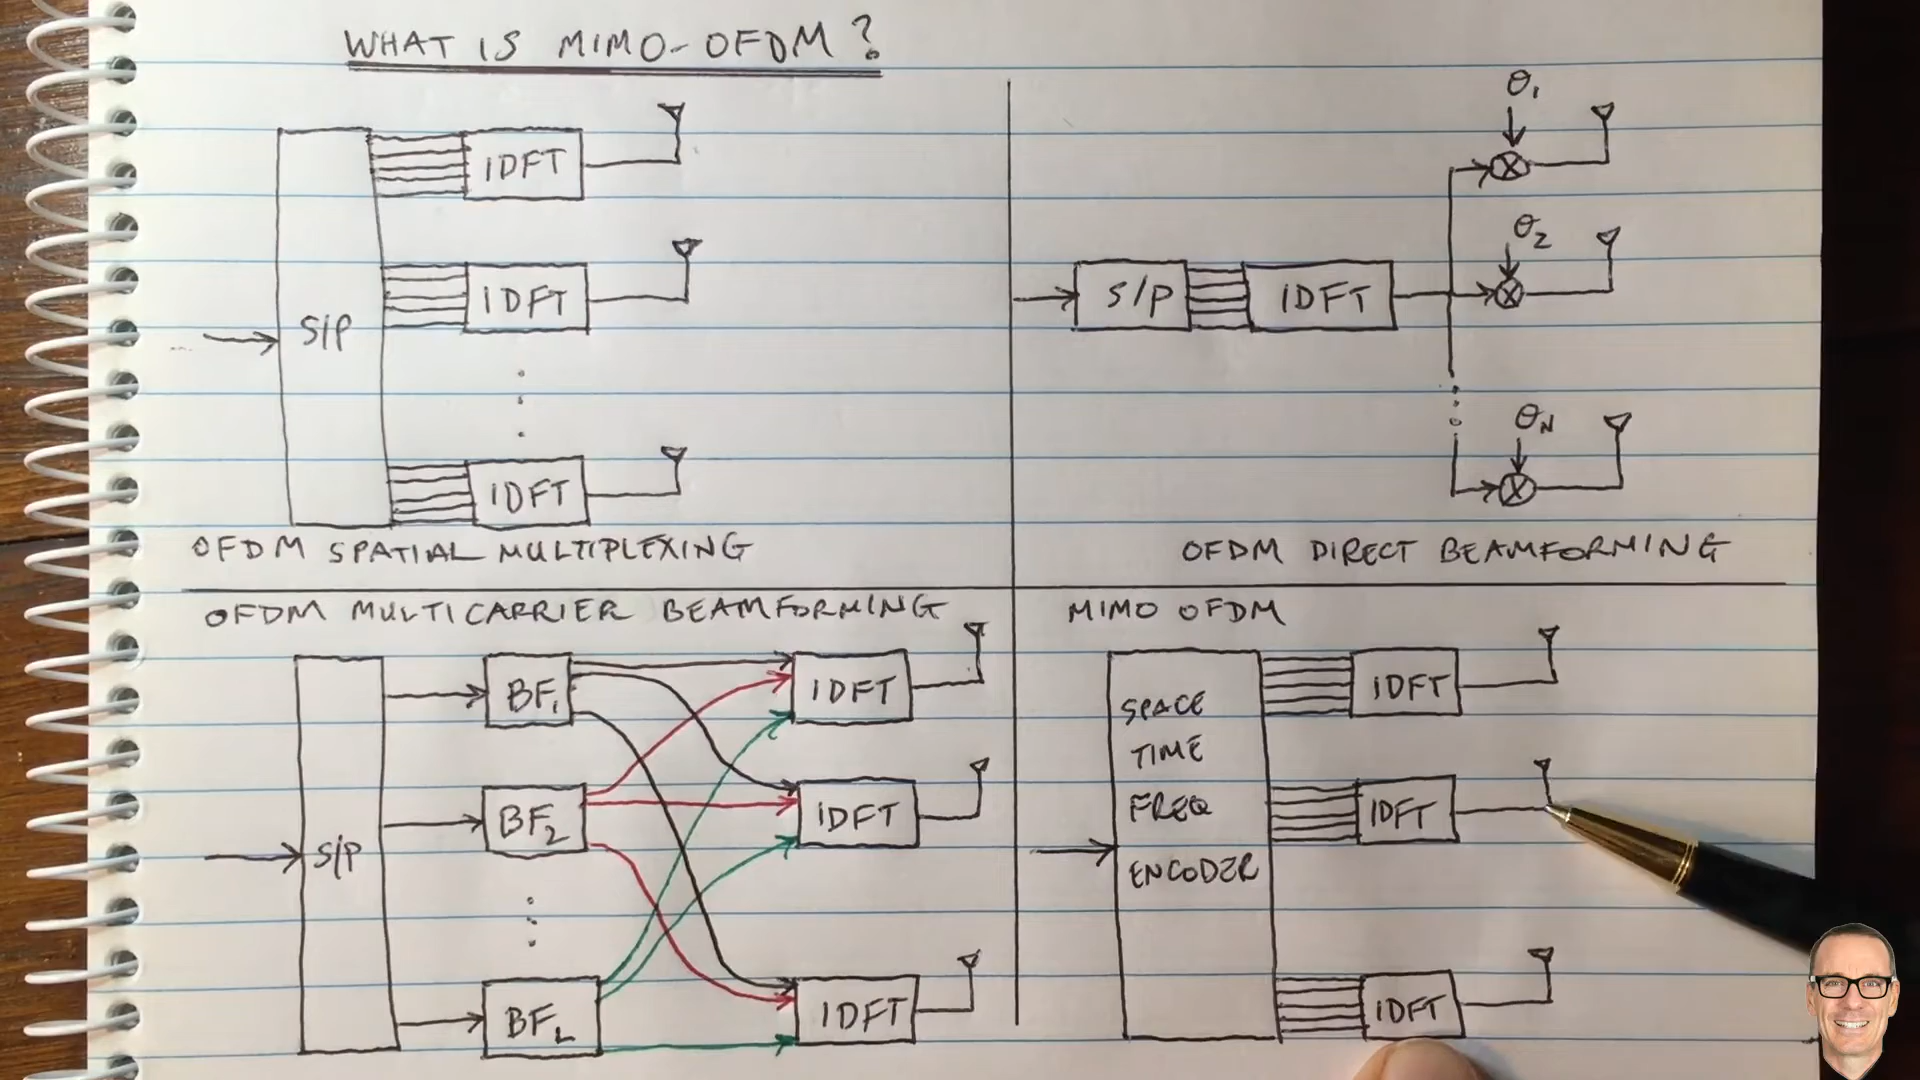 WHAT IS MIMO-OFDM?
S/P
IDFT
IDFT
IDFT
OFDM SPATIAL MULTIPLEXING
S/P
IDFT
θ1
θ2
θN
OFDM DIRECT BEAMFORMING
OFDM MULTICARRIER BEAMFORMING
S/P
BF1
BF2
BFL
IDFT
IDFT
IDFT
MIMO OFDM
SPACE
TIME
FREQ
ENCODER
IDFT
IDFT
IDFT